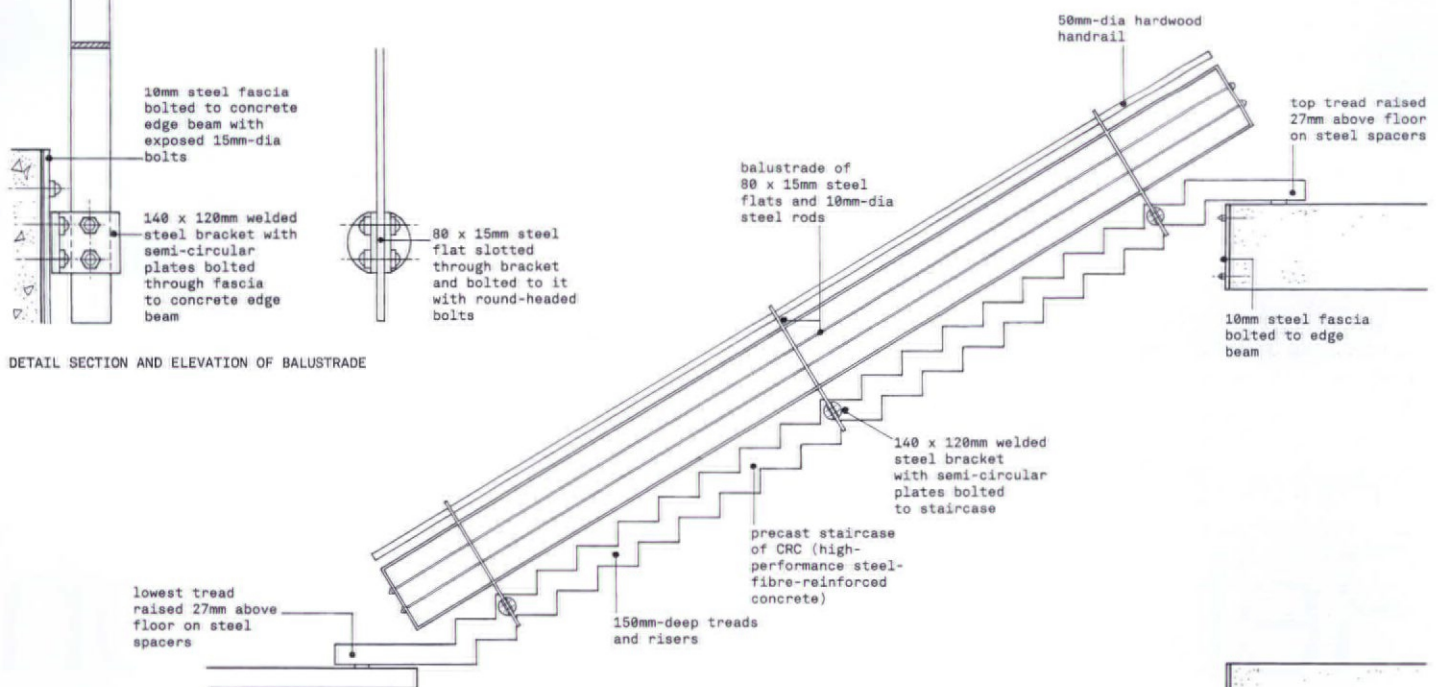 10mm steel fascia
bolted to concrete
edge beam with
exposed 15mm-dia
bolts
140 x 120mm welded
steel bracket with
semi-circular
plates bolted
through fascia
to concrete edge
beam
80 x 15mm steel
flat slotted
through bracket
and bolted to it
with round-headed
bolts
DETAIL SECTION AND ELEVATION OF BALUSTRADE
50mm-dia hardwood
handrail
top tread raised
27mm above floor
on steel spacers
balustrade of
80 x 15mm steel
flats and 10mm-dia
steel rods
10mm steel fascia
bolted to edge
beam
140 x 120mm welded
steel bracket
with semi-circular
plates bolted
to staircase
precast staircase
of CRC (high-
performance steel-
fibre-reinforced
concrete)
150mm-deep treads
and risers
lowest tread
raised 27mm above
floor on steel
spacers